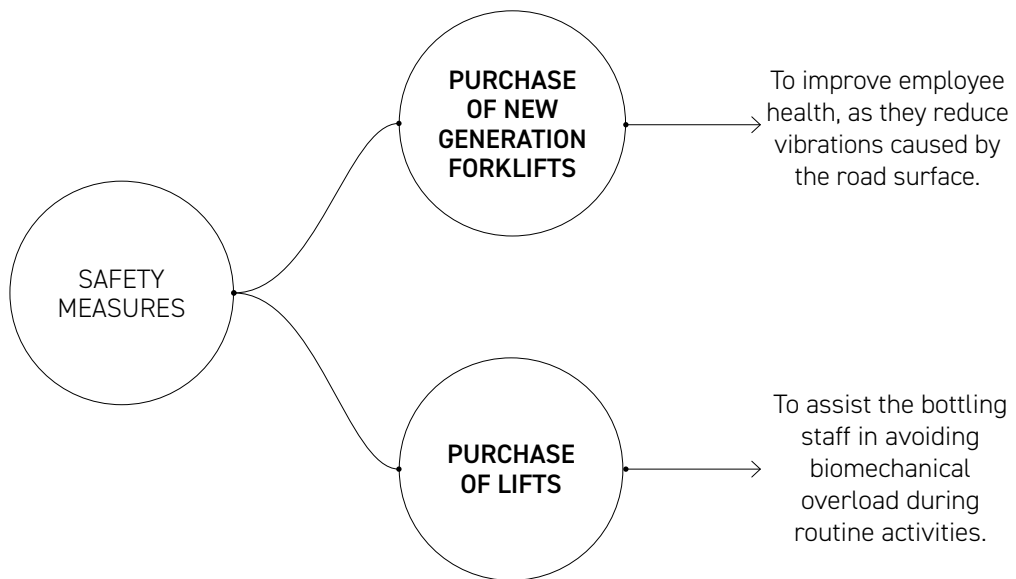 SAFETY
MEASURES
PURCHASE
OF NEW
GENERATION
FORKLIFTS
To improve employee
health, as they reduce
vibrations caused by
the road surface.
PURCHASE
OF LIFTS
To assist the bottling
staff in avoiding
biomechanical
overload during
routine activities.